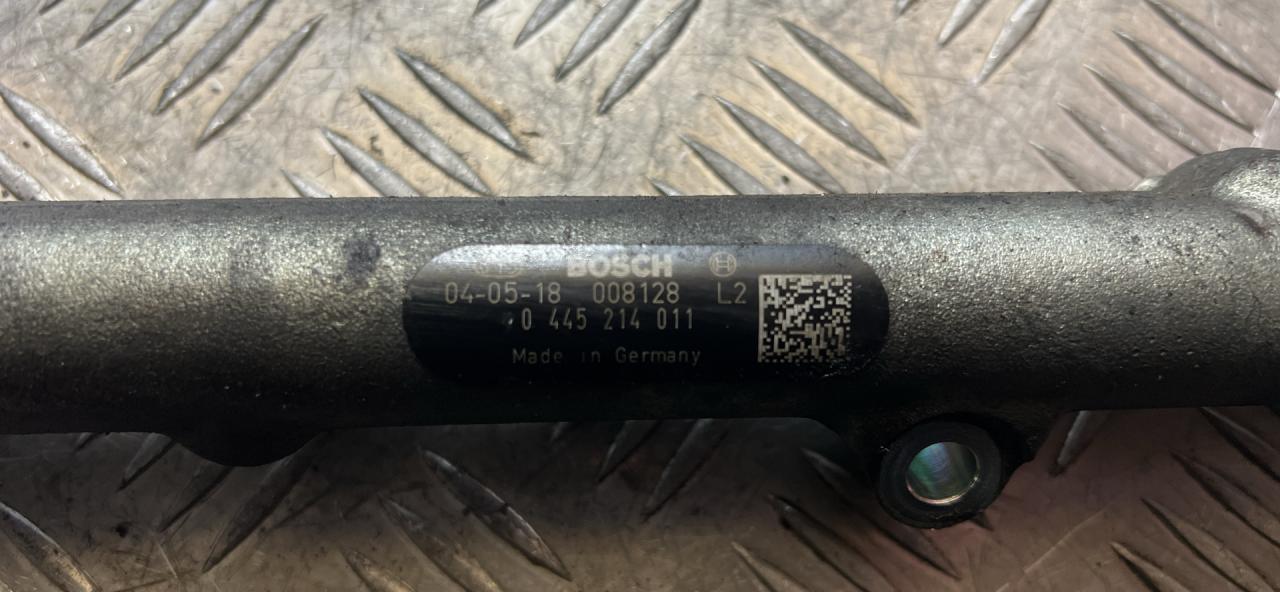 BOSCH
04-05-18 008128 L2
0 445 214 011
Made in Germany